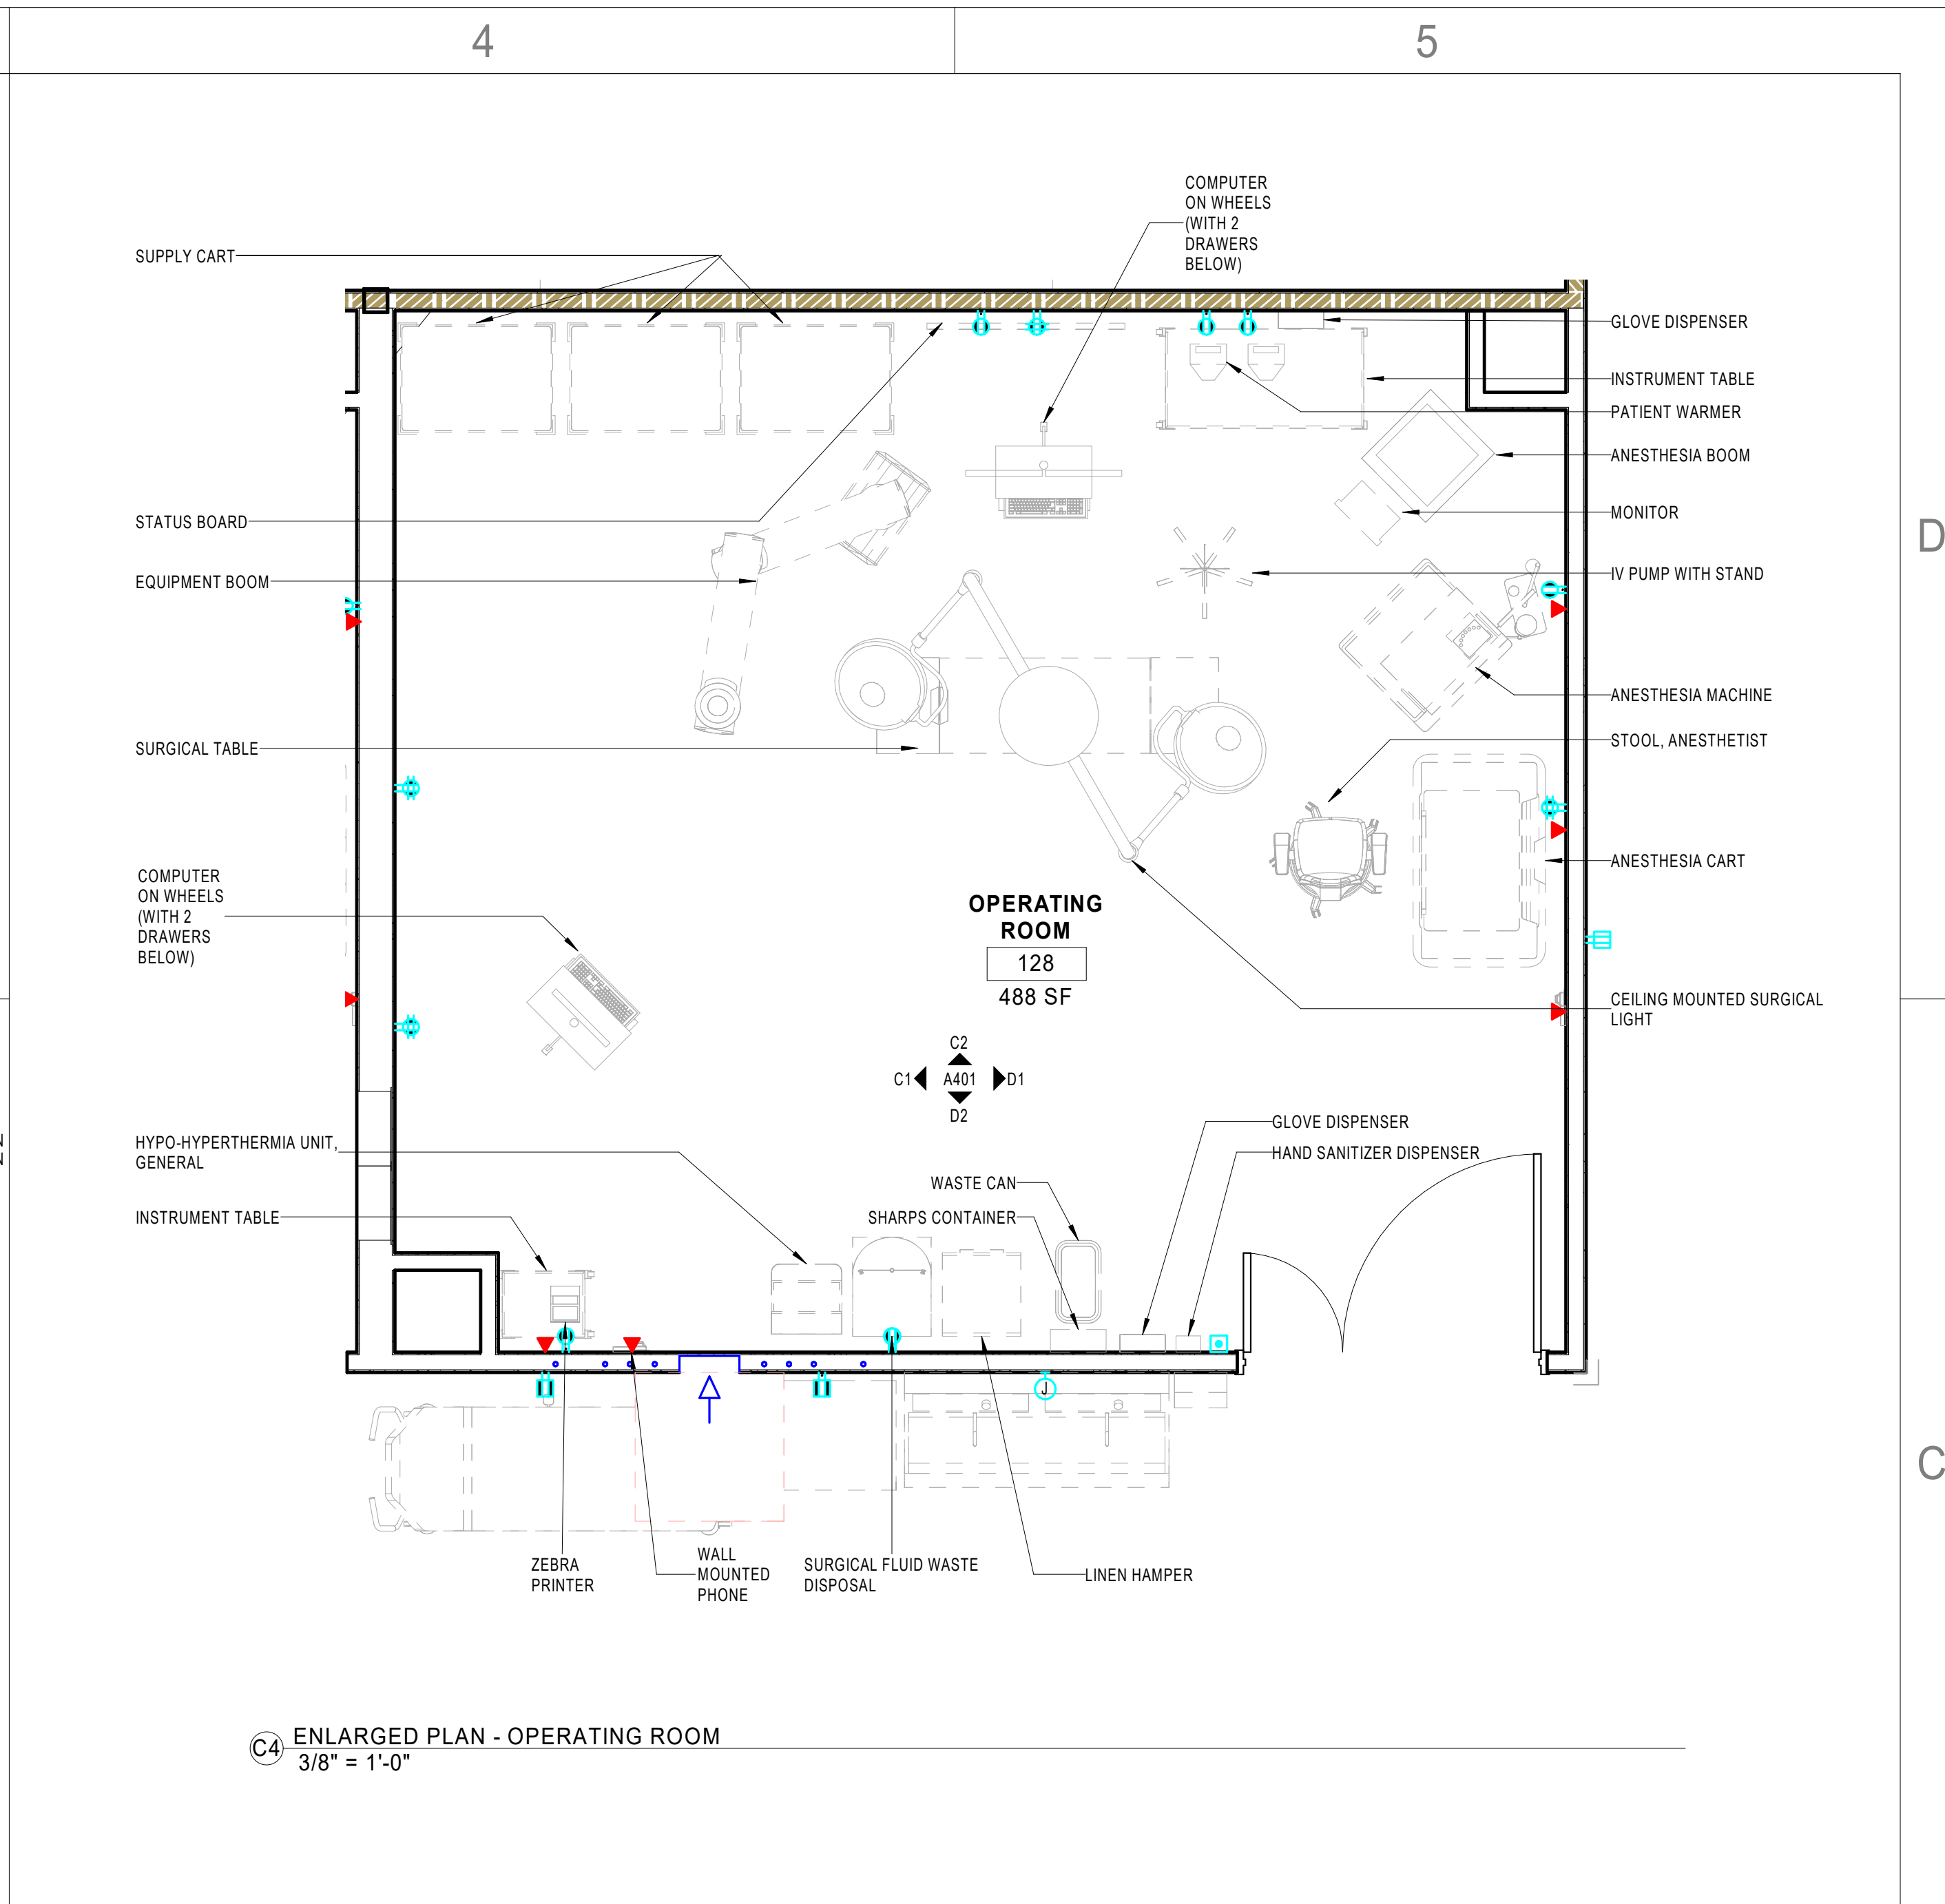 4
5
COMPUTER
ON WHEELS
(WITH 2
DRAWERS
BELOW)
SUPPLY CART
GLOVE DISPENSER
INSTRUMENT TABLE
PATIENT WARMER
ANESTHESIA BOOM
MONITOR
STATUS BOARD
D
EQUIPMENT BOOM
IV PUMP WITH STAND
ANESTHESIA MACHINE
SURGICAL TABLE
STOOL, ANESTHETIST
ANESTHESIA CART
COMPUTER
ON WHEELS
(WITH 2
DRAWERS
BELOW)
OPERATING
ROOM
128
488 SF
CEILING MOUNTED SURGICAL
LIGHT
C2
C1 A401 D1
D2
GLOVE DISPENSER
HAND SANITIZER DISPENSER
HYPO-HYPERTHERMIA UNIT,
GENERAL
WASTE CAN
SHARPS CONTAINER
INSTRUMENT TABLE
J
C
ZEBRA
PRINTER
WALL
MOUNTED
PHONE
SURGICAL FLUID WASTE
DISPOSAL
LINEN HAMPER
C4 ENLARGED PLAN - OPERATING ROOM
3/8" = 1'-0"